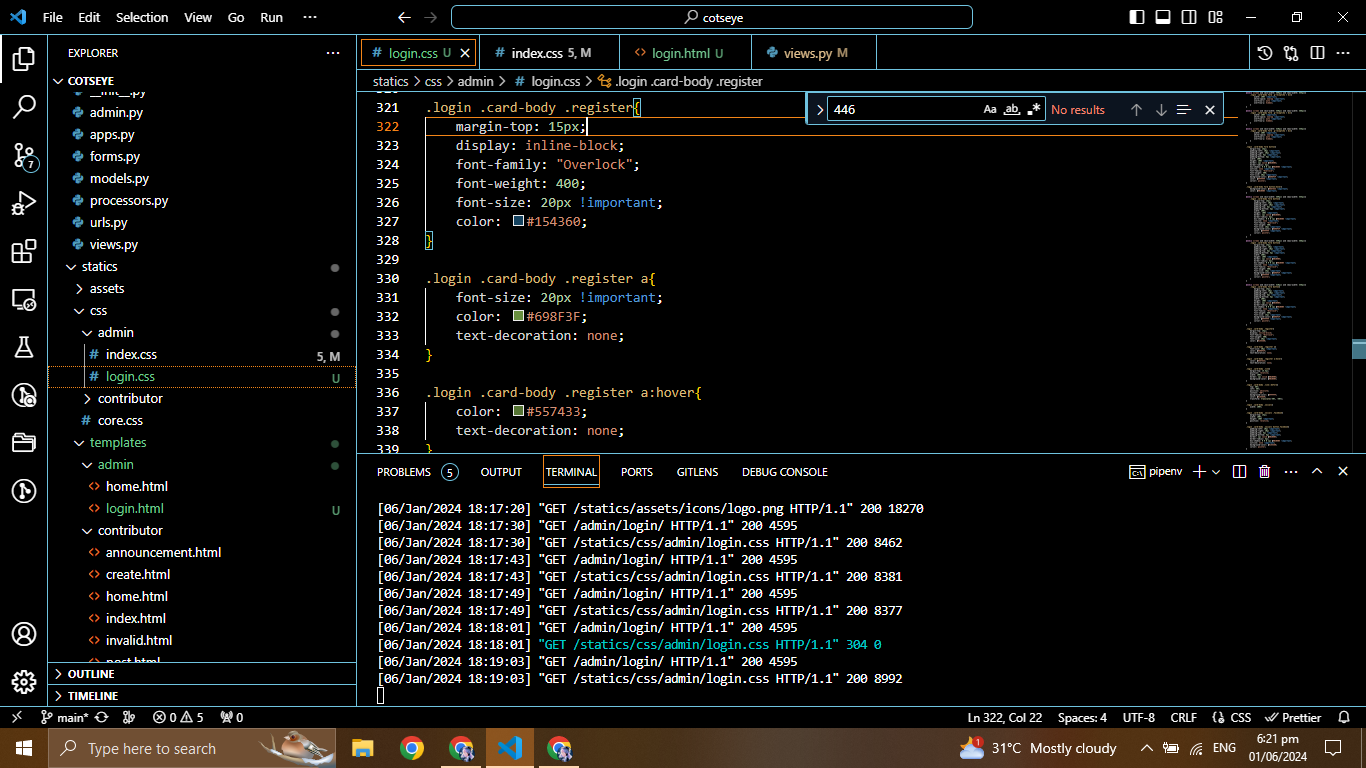 File Edit Selection View Go Run ··· cotseye
EXPLORER ···
COTSEYE
__init__.py
admin.py
apps.py
forms.py
models.py
processors.py
urls.py
views.py
statics
assets
css
admin
# index.css 5, M
# login.css U
contributor
# core.css
templates
admin
<> home.html
<> login.html U
contributor
<> announcement.html
<> create.html
<> home.html
<> index.html
<> invalid.html
<> post.html
OUTLINE
TIMELINE
7
# login.css U # index.css 5, M <> login.html U views.py M
statics > css > admin > # login.css > .login .card-body .register
446 Aa ab .* No results
321 .login .card-body .register{
322 margin-top: 15px;
323 display: inline-block;
324 font-family: "Overlock";
325 font-weight: 400;
326 font-size: 20px !important;
327 color: #154360;
328 }
329
330 .login .card-body .register a{
331 font-size: 20px !important;
332 color: #698F3F;
333 text-decoration: none;
334 }
335
336 .login .card-body .register a:hover{
337 color: #557433;
338 text-decoration: none;
339 }
PROBLEMS 5 OUTPUT TERMINAL PORTS GITLENS DEBUG CONSOLE pipenv
[06/Jan/2024 18:17:20] "GET /statics/assets/icons/logo.png HTTP/1.1" 200 18270
[06/Jan/2024 18:17:30] "GET /admin/login/ HTTP/1.1" 200 4595
[06/Jan/2024 18:17:30] "GET /statics/css/admin/login.css HTTP/1.1" 200 8462
[06/Jan/2024 18:17:43] "GET /admin/login/ HTTP/1.1" 200 4595
[06/Jan/2024 18:17:43] "GET /statics/css/admin/login.css HTTP/1.1" 200 8381
[06/Jan/2024 18:17:49] "GET /admin/login/ HTTP/1.1" 200 4595
[06/Jan/2024 18:17:49] "GET /statics/css/admin/login.css HTTP/1.1" 200 8377
[06/Jan/2024 18:18:01] "GET /admin/login/ HTTP/1.1" 200 4595
[06/Jan/2024 18:18:01] "GET /statics/css/admin/login.css HTTP/1.1" 304 0
[06/Jan/2024 18:19:03] "GET /admin/login/ HTTP/1.1" 200 4595
[06/Jan/2024 18:19:03] "GET /statics/css/admin/login.css HTTP/1.1" 200 8992
main* 0 5 0 Ln 322, Col 22 Spaces: 4 UTF-8 CRLF {} CSS Prettier
Type here to search 1 31°C Mostly cloudy ENG 6:21 pm
01/06/2024